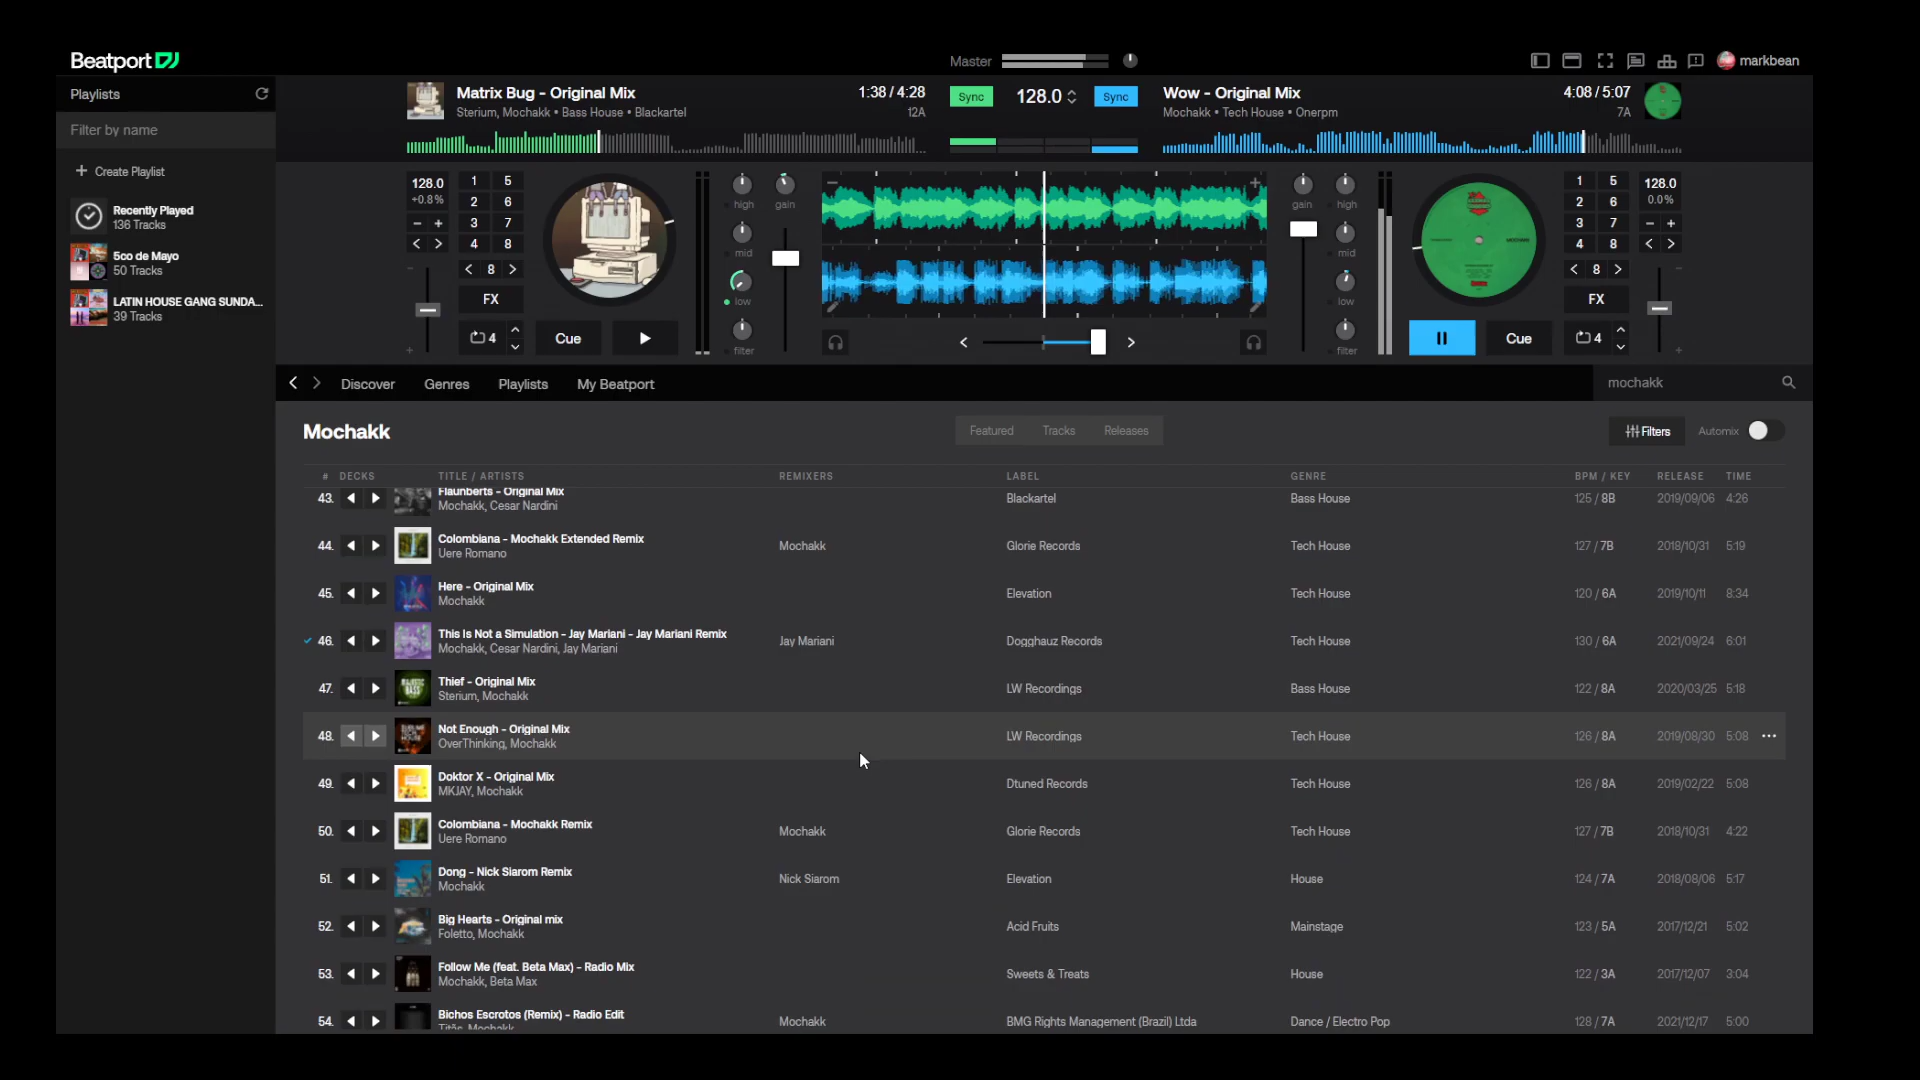 Beatport DJ
Master
markbean
Playlists
Filter by name
Create Playlist
Recently Played
136 Tracks
5co de Mayo
50 Tracks
LATIN HOUSE GANG SUNDA...
39 Tracks
Matrix Bug - Original Mix 1:38 / 4:28
Sterium, Mochakk • Bass House • Blackartel 12A
Sync 128.0 Sync
Wow - Original Mix 4:08 / 5:07
Mochakk • Tech House • Onerpm 7A
128.0 1 5
+0.8% 2 6
− + 3 7
< > 4 8
− < 8 >
FX
+ 4 Cue
high gain
mid
low
filter
− +
< >
gain high
mid
low
filter
1 5 128.0
2 6 0.0%
3 7 − +
4 8 < >
< 8 > −
FX
Cue 4 +
< > Discover Genres Playlists My Beatport mochakk
Mochakk Featured Tracks Releases Filters Automix
# DECKS TITLE / ARTISTS REMIXERS LABEL GENRE BPM / KEY RELEASE TIME
43. Flaunberts - Original Mix Blackartel Bass House 125 / 8B 2019/09/06 4:26
Mochakk, Cesar Nardini
44. Colombiana - Mochakk Extended Remix Mochakk Glorie Records Tech House 127 / 7B 2018/10/31 5:19
Uere Romano
45. Here - Original Mix Elevation Tech House 120 / 6A 2019/10/11 8:34
Mochakk
46. This Is Not a Simulation - Jay Mariani - Jay Mariani Remix Jay Mariani Dogghauz Records Tech House 130 / 6A 2021/09/24 6:01
Mochakk, Cesar Nardini, Jay Mariani
47. Thief - Original Mix LW Recordings Bass House 122 / 8A 2020/03/25 5:18
Sterium, Mochakk
48. Not Enough - Original Mix LW Recordings Tech House 126 / 8A 2019/08/30 5:08 ...
OverThinking, Mochakk
49. Doktor X - Original Mix Dtuned Records Tech House 126 / 8A 2019/02/22 5:08
MKJAY, Mochakk
50. Colombiana - Mochakk Remix Mochakk Glorie Records Tech House 127 / 7B 2018/10/31 4:22
Uere Romano
51. Dong - Nick Siarom Remix Nick Siarom Elevation House 124 / 7A 2018/08/06 5:17
Mochakk
52. Big Hearts - Original mix Acid Fruits Mainstage 123 / 5A 2017/12/21 5:02
Foletto, Mochakk
53. Follow Me (feat. Beta Max) - Radio Mix Sweets & Treats House 122 / 3A 2017/12/07 3:04
Mochakk, Beta Max
54. Bichos Escrotos (Remix) - Radio Edit Mochakk BMG Rights Management (Brazil) Ltda Dance / Electro Pop 128 / 7A 2021/12/17 5:00
Titãs, Mochakk